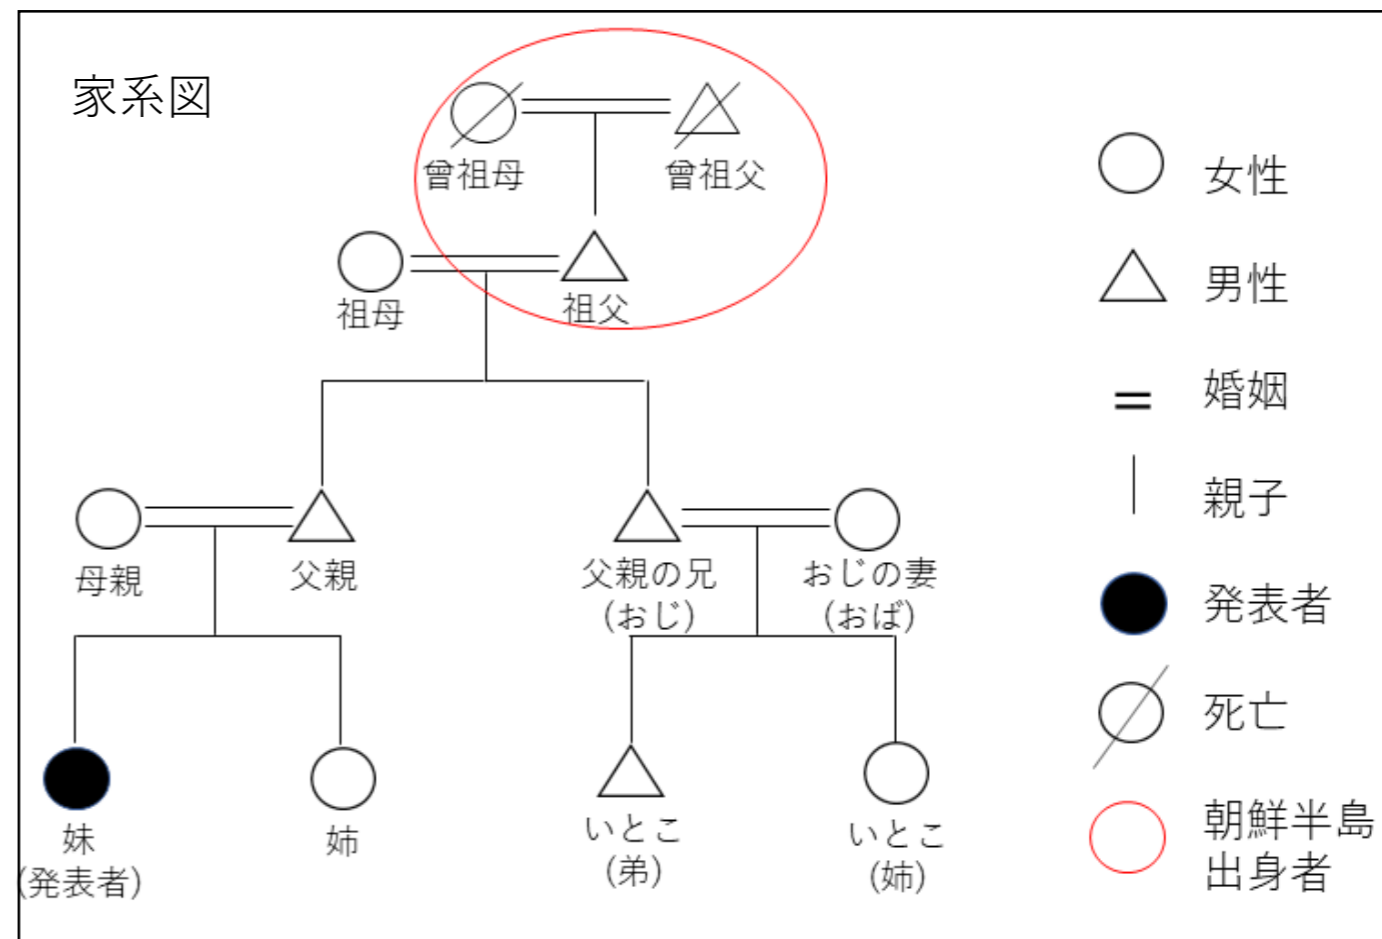 家系図
曾祖母
曾祖父
祖母
祖父
母親
父親
父親の兄
(おじ)
おじの妻
(おば)
妹
(発表者)
姉
いとこ
(弟)
いとこ
(姉)
女性
男性
婚姻
親子
発表者
死亡
朝鮮半島
出身者